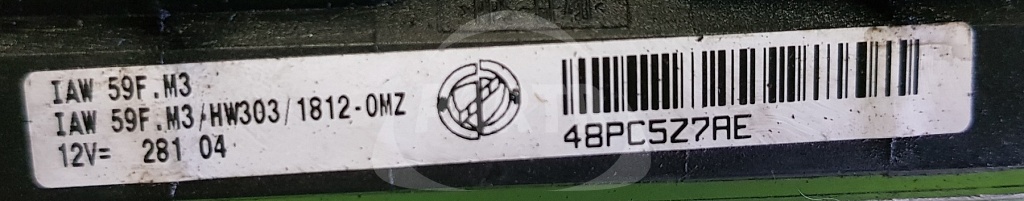 IAW 59F.M3
IAW 59F.M3/HW303/1812-0MZ
12V= 281 04
48PC5Z7AE